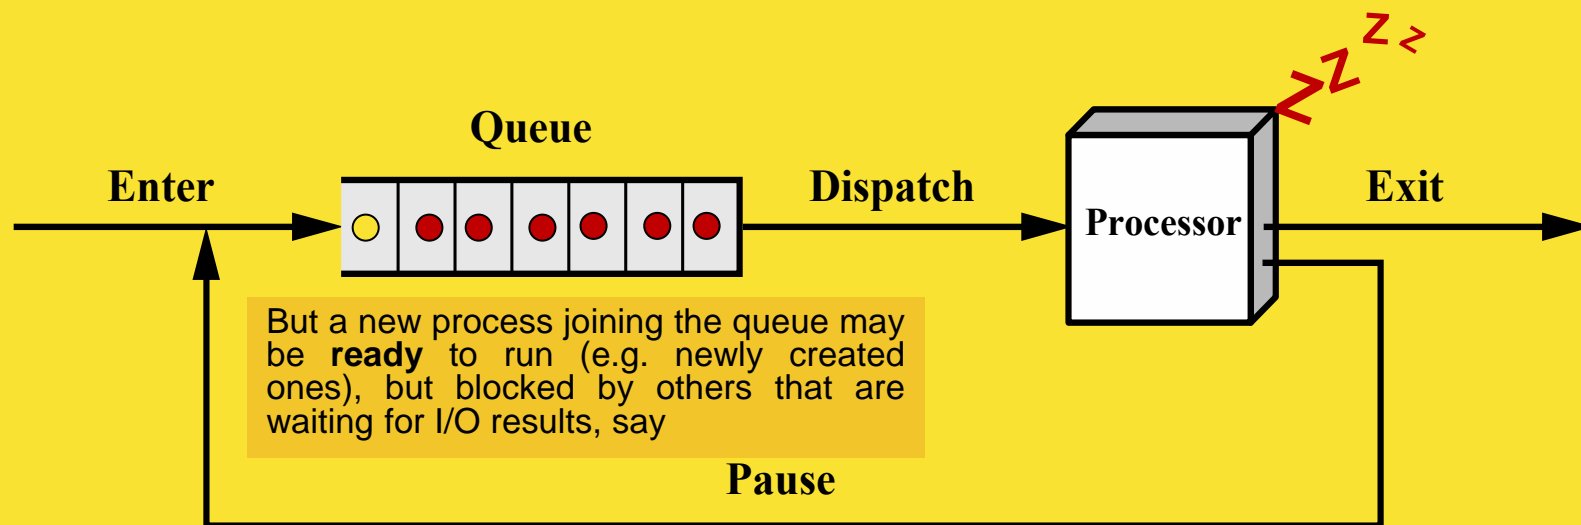 Z Z Z Z
Queue
Enter
Dispatch
Exit
Processor
But a new process joining the queue may
be ready to run (e.g. newly created
ones), but blocked by others that are
waiting for I/O results, say
Pause